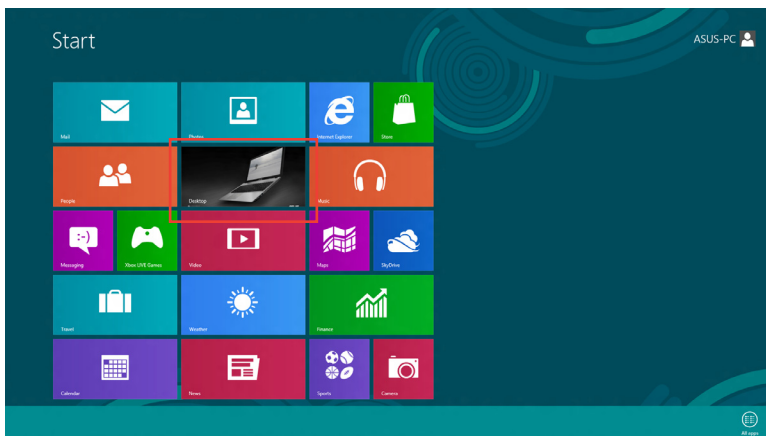 Start
ASUS-PC
Mail
Photos
Internet Explorer
Store
People
Desktop
Music
Messaging
Xbox LIVE Games
Video
Maps
SkyDrive
Travel
Weather
Finance
Calendar
News
Sports
Camera
All apps